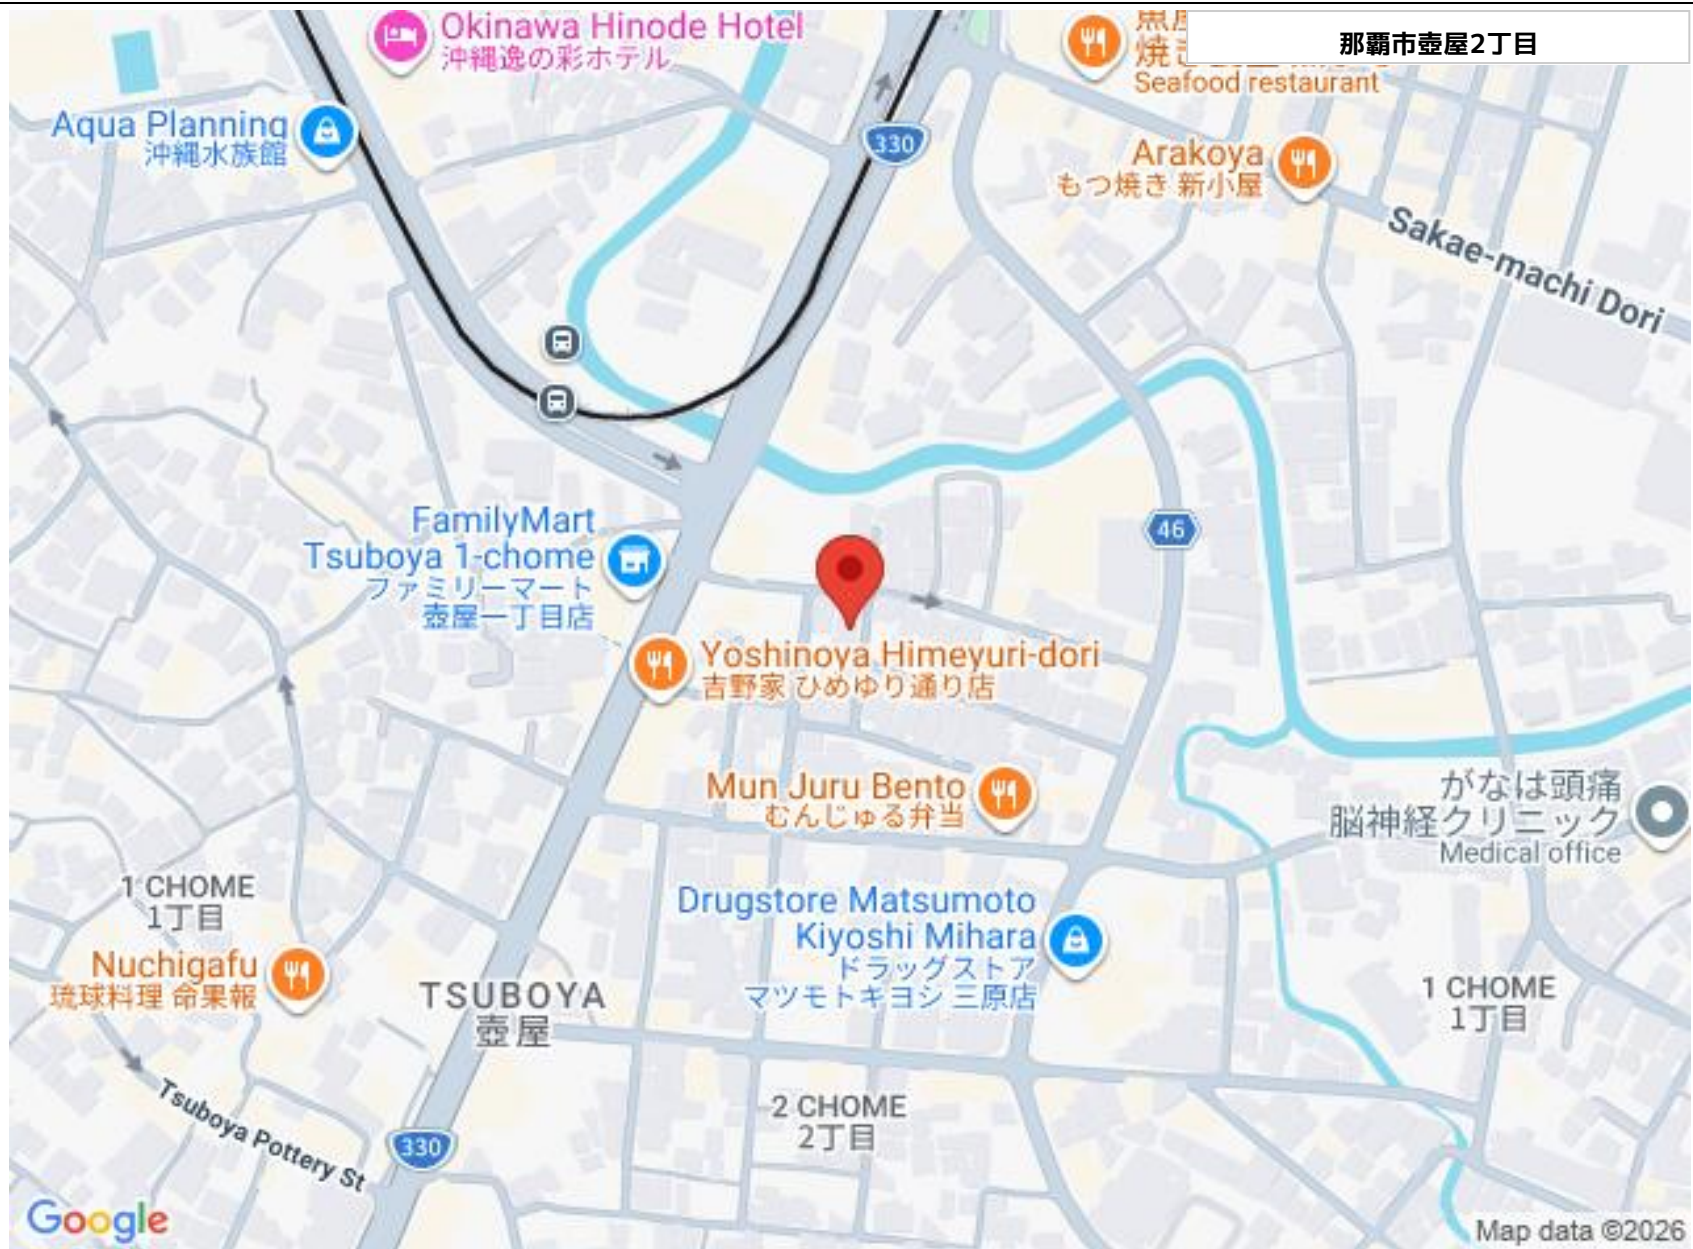 Okinawa Hinode Hotel
沖縄逸の彩ホテル
那覇市壺屋2丁目
Seafood restaurant
Aqua Planning
沖縄水族館
330
Arakoya
もつ焼き 新小屋
Sakae-machi Dori
46
FamilyMart
Tsuboya 1-chome
ファミリーマート
壺屋一丁目店
Yoshinoya Himeyuri-dori
吉野家 ひめゆり通り店
Mun Juru Bento
むんじゅる弁当
がなは頭痛
脳神経クリニック
Medical office
1 CHOME
1丁目
Drugstore Matsumoto
Kiyoshi Mihara
ドラッグストア
マツモトキヨシ 三原店
Nuchigafu
琉球料理 命果報
TSUBOYA
壺屋
1 CHOME
1丁目
2 CHOME
2丁目
Tsuboya Pottery St
330
Google
Map data ©2026